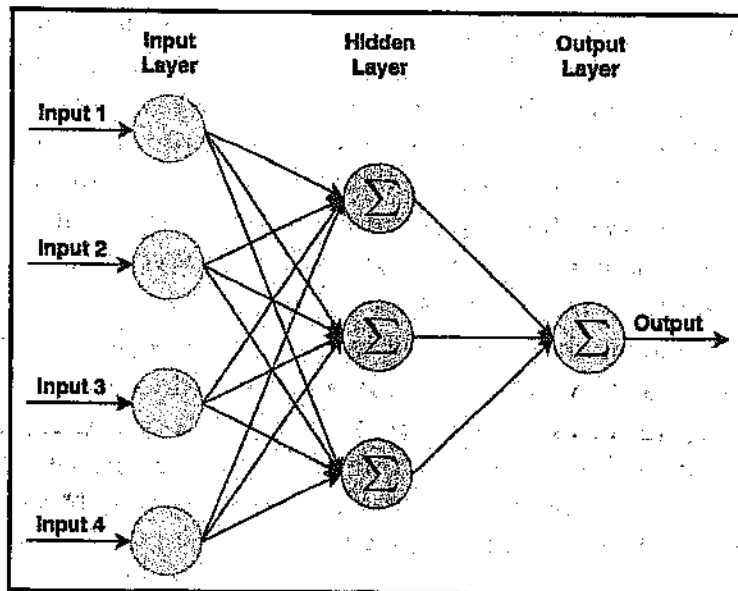 Input
Layer
Hidden
Layer
Output
Layer
Input 1
Input 2
Input 3
Input 4
Σ
Σ
Σ
Σ
Output